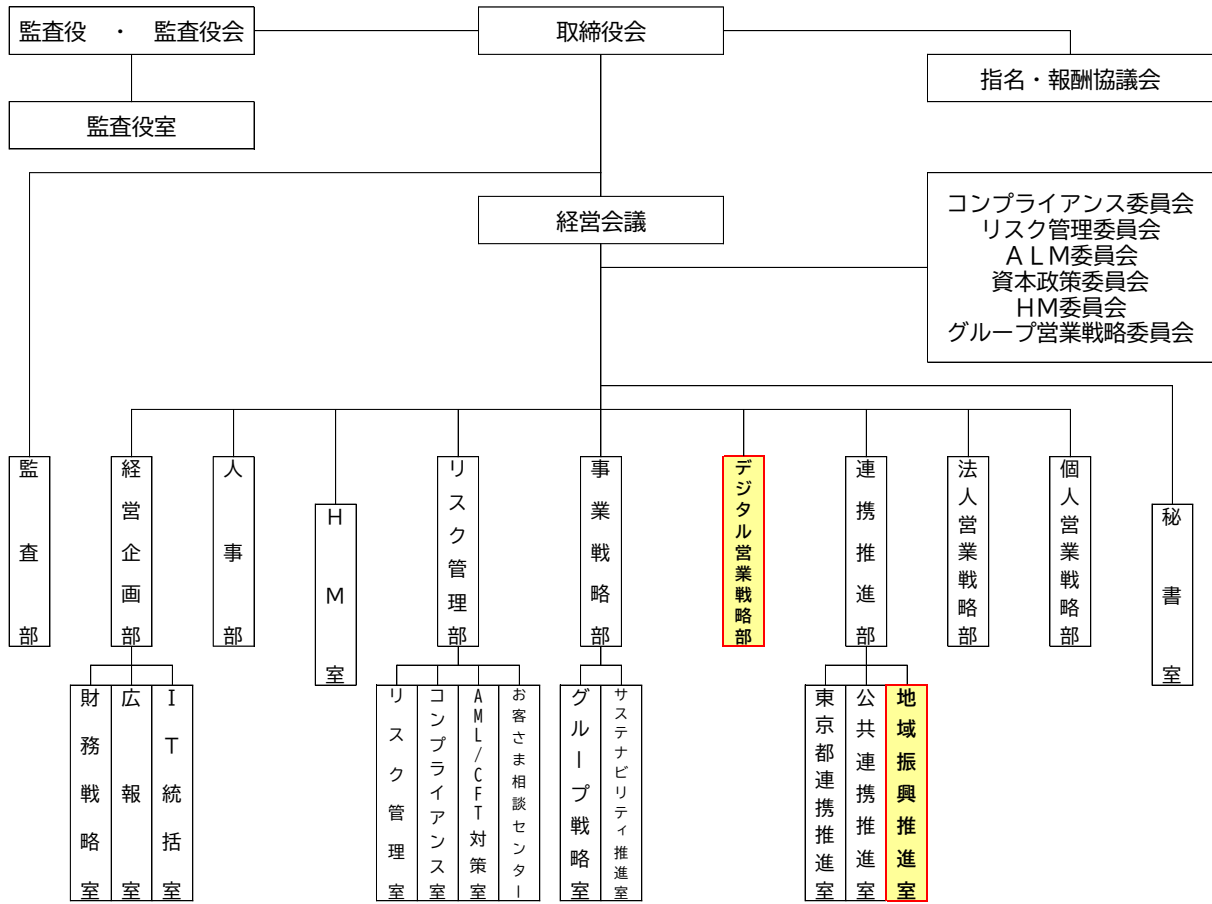 監査役　・　監査役会
取締役会
指名・報酬協議会
監査役室
経営会議
コンプライアンス委員会
リスク管理委員会
ＡＬＭ委員会
資本政策委員会
ＨＭ委員会
グループ営業戦略委員会
監査部
経営企画部
人事部
ＨＭ室
リスク管理部
事業戦略部
デジタル営業戦略部
連携推進部
法人営業戦略部
個人営業戦略部
秘書室
財務戦略室
広報室
ＩＴ統括室
リスク管理室
コンプライアンス室
AML/CFT対策室
お客さま相談センター
グループ戦略室
サステナビリティ推進室
東京都連携推進室
公共連携推進室
地域振興推進室